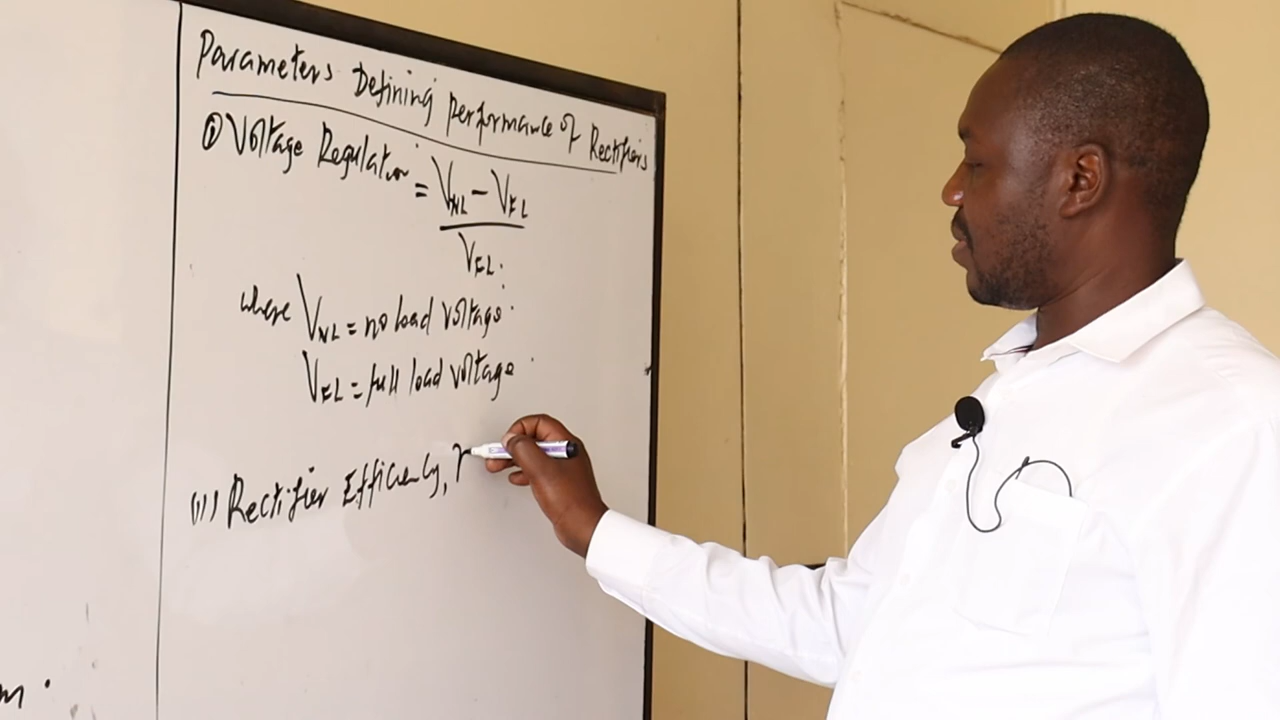 Parameters Defining Performance of Rectifiers
(i) Voltage Regulation = V_NL - V_FL
V_FL.
where V_NL = no load voltage.
V_FL = full load voltage
(ii) Rectifier Efficiency,
m.